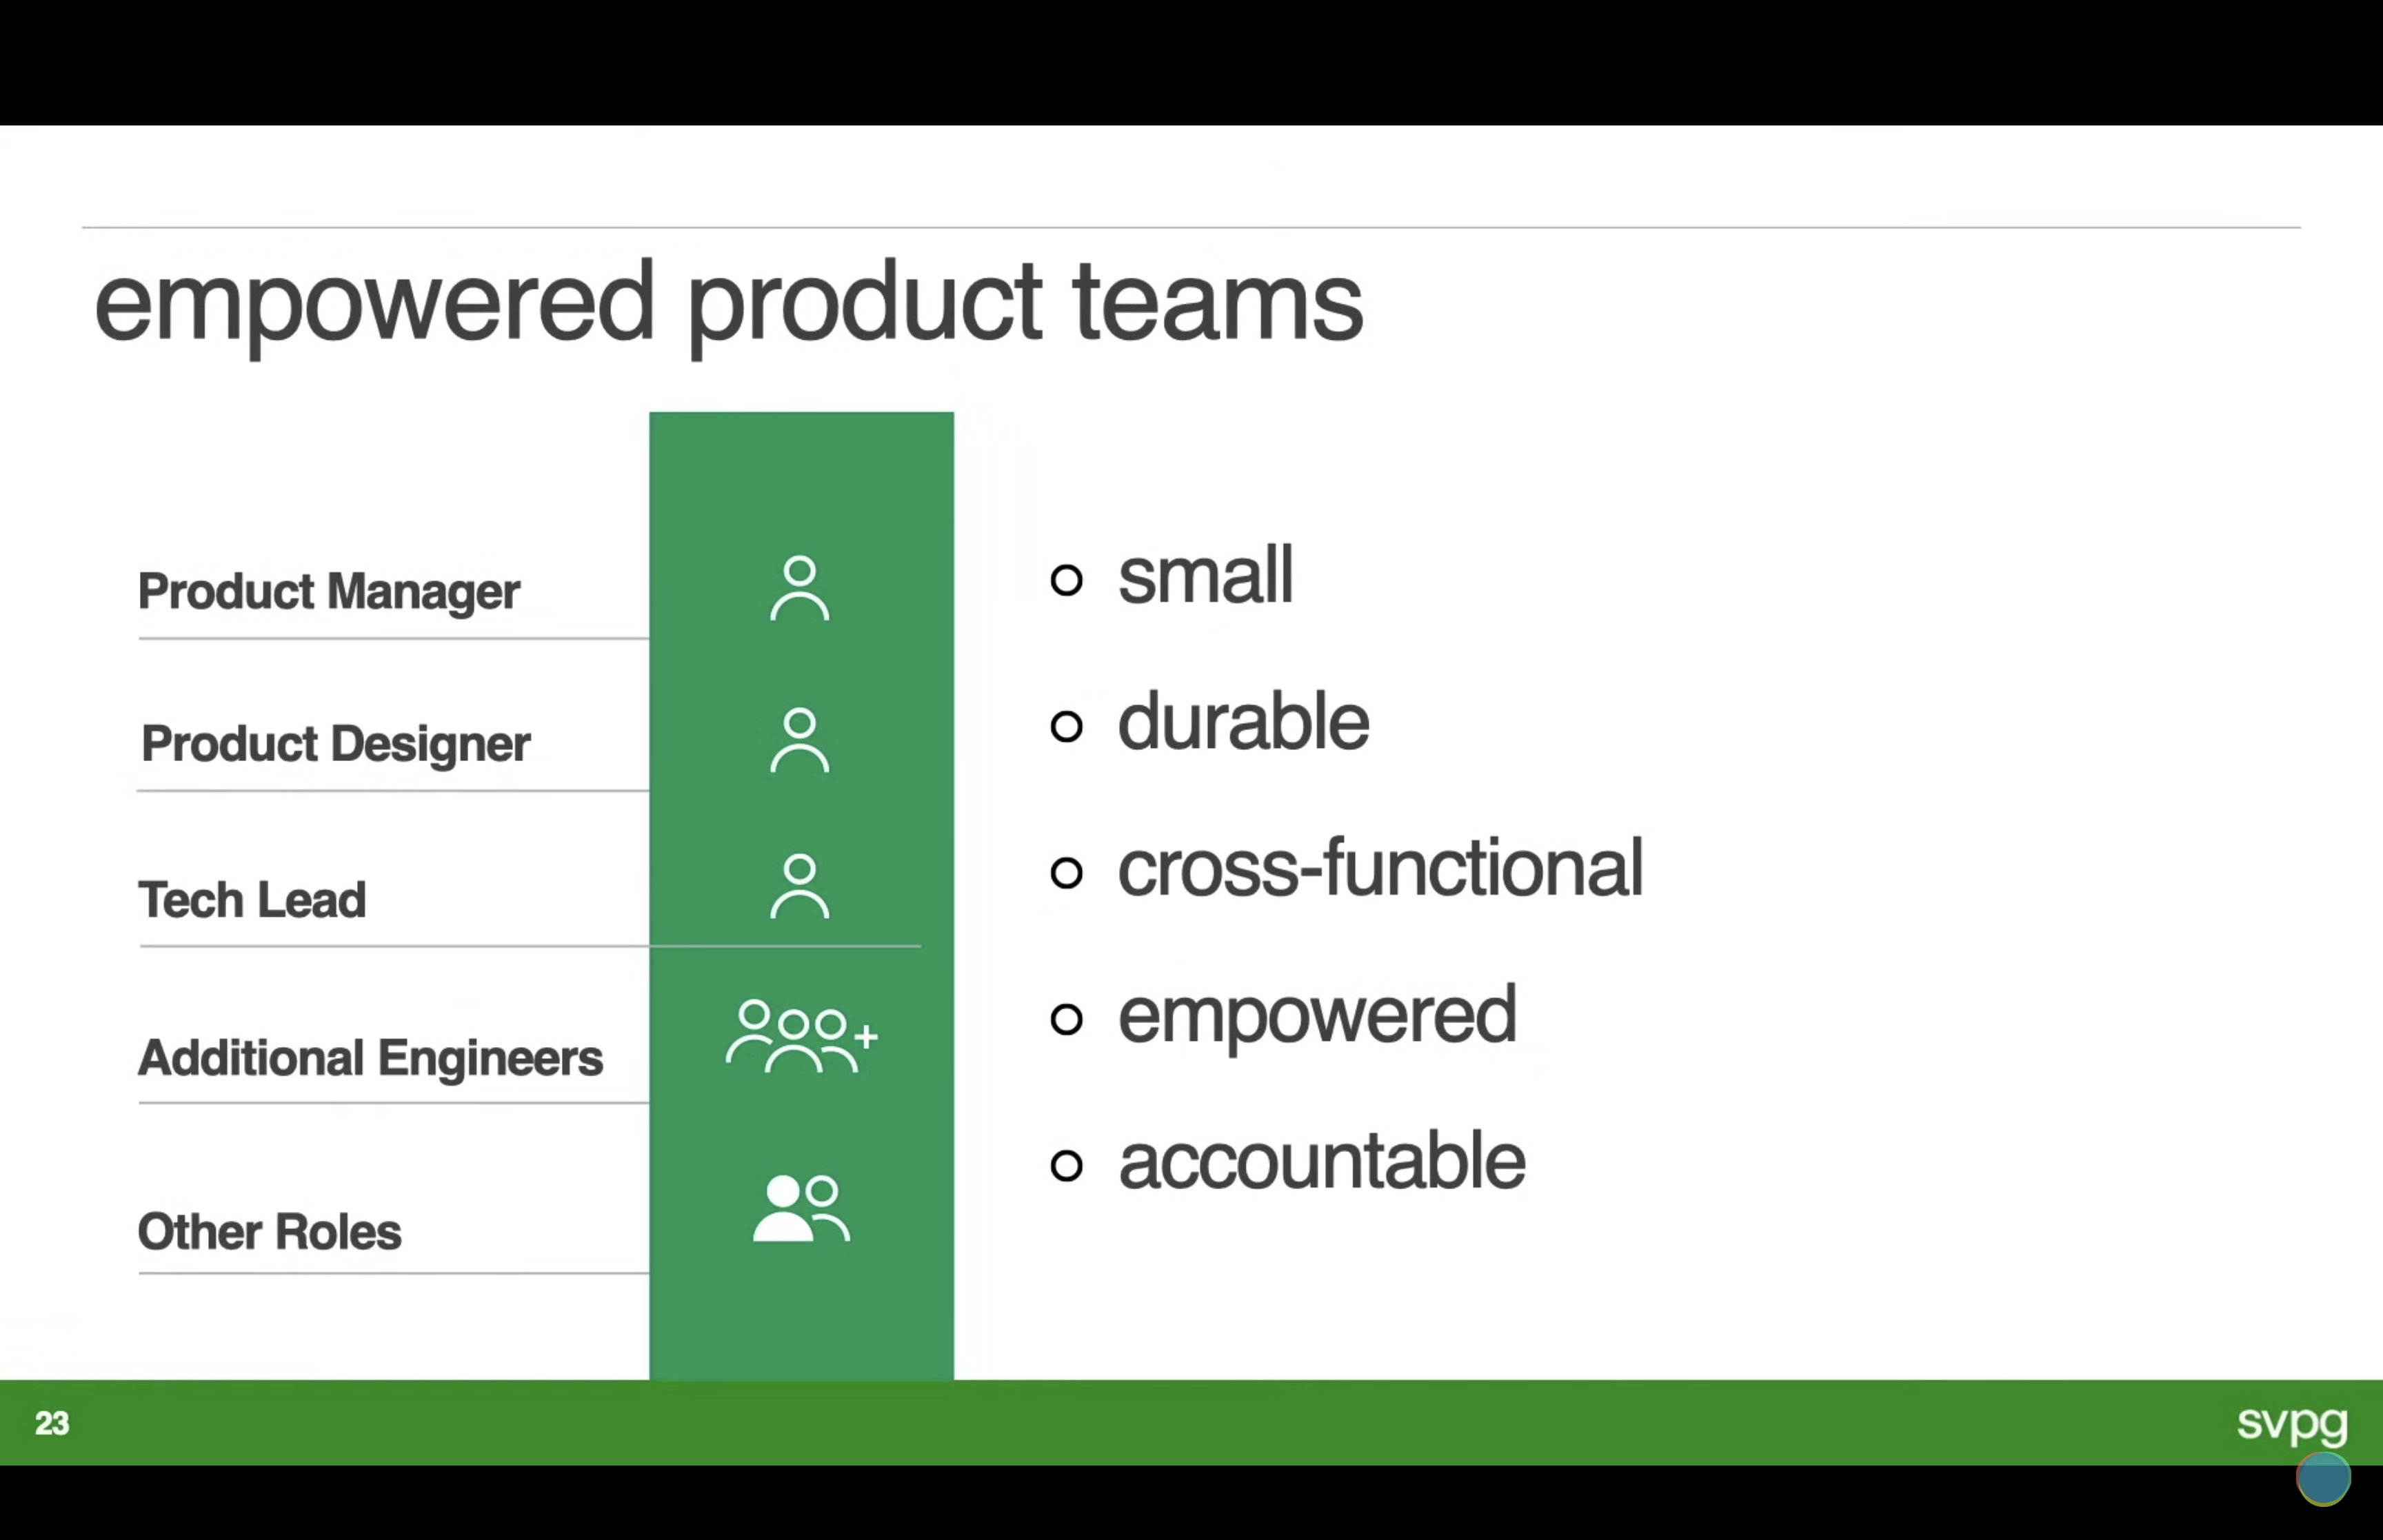 empowered product teams
Product Manager
Product Designer
Tech Lead
Additional Engineers
+
Other Roles
small
durable
cross-functional
empowered
accountable
23
svpg